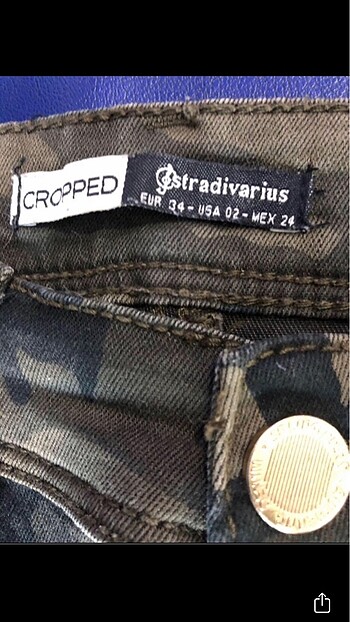 CROPPED
stradivarius
EUR 34 - USA 02 - MEX 24